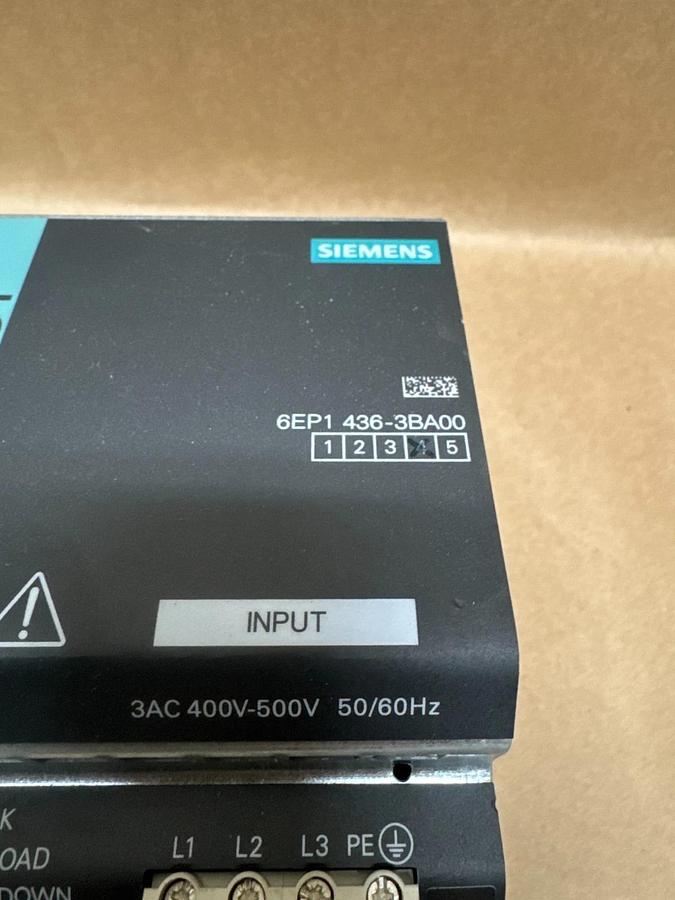 SIEMENS
6EP1 436-3BA00
1 2 3 4 5
INPUT
3AC 400V-500V 50/60Hz
K
OAD
DOWN
L1 L2 L3 PE